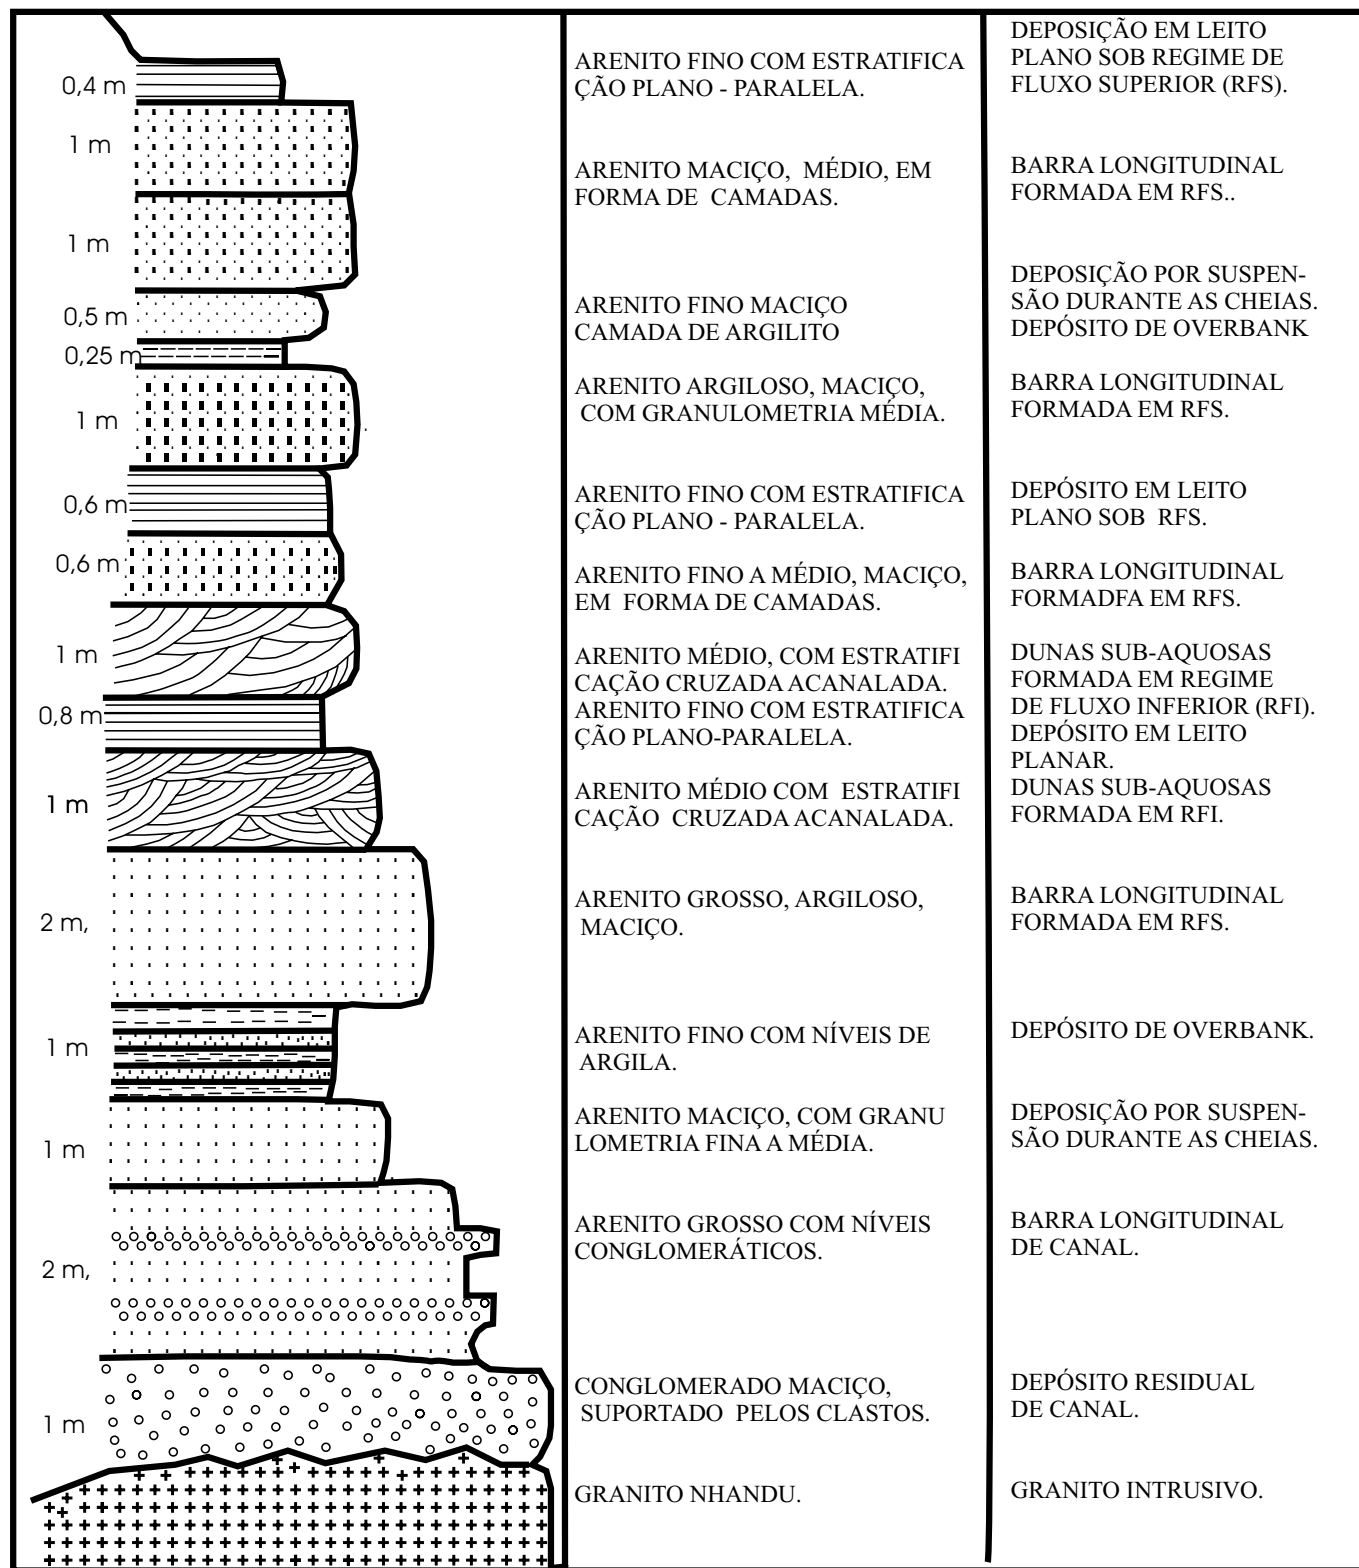 0,4 m
1 m
1 m
0,5 m
0,25 m
1 m
0,6 m
0,6 m
1 m
0,8 m
1 m
2 m,
1 m
1 m
2 m,
1 m
ARENITO FINO COM ESTRATIFICA
ÇÃO PLANO - PARALELA.
ARENITO MACIÇO, MÉDIO, EM
FORMA DE CAMADAS.
ARENITO FINO MACIÇO
CAMADA DE ARGILITO
ARENITO ARGILOSO, MACIÇO,
COM GRANULOMETRIA MÉDIA.
ARENITO FINO COM ESTRATIFICA
ÇÃO PLANO - PARALELA.
ARENITO FINO A MÉDIO, MACIÇO,
EM FORMA DE CAMADAS.
ARENITO MÉDIO, COM ESTRATIFI
CAÇÃO CRUZADA ACANALADA.
ARENITO FINO COM ESTRATIFICA
ÇÃO PLANO-PARALELA.
ARENITO MÉDIO COM ESTRATIFI
CAÇÃO CRUZADA ACANALADA.
ARENITO GROSSO, ARGILOSO,
MACIÇO.
ARENITO FINO COM NÍVEIS DE
ARGILA.
ARENITO MACIÇO, COM GRANU
LOMETRIA FINA A MÉDIA.
ARENITO GROSSO COM NÍVEIS
CONGLOMERÁTICOS.
CONGLOMERADO MACIÇO,
SUPORTADO PELOS CLASTOS.
GRANITO NHANDU.
DEPOSIÇÃO EM LEITO
PLANO SOB REGIME DE
FLUXO SUPERIOR (RFS).
BARRA LONGITUDINAL
FORMADA EM RFS..
DEPOSIÇÃO POR SUSPEN-
SÃO DURANTE AS CHEIAS.
DEPÓSITO DE OVERBANK
BARRA LONGITUDINAL
FORMADA EM RFS.
DEPÓSITO EM LEITO
PLANO SOB RFS.
BARRA LONGITUDINAL
FORMADFA EM RFS.
DUNAS SUB-AQUOSAS
FORMADA EM REGIME
DE FLUXO INFERIOR (RFI).
DEPÓSITO EM LEITO
PLANAR.
DUNAS SUB-AQUOSAS
FORMADA EM RFI.
BARRA LONGITUDINAL
FORMADA EM RFS.
DEPÓSITO DE OVERBANK.
DEPOSIÇÃO POR SUSPEN-
SÃO DURANTE AS CHEIAS.
BARRA LONGITUDINAL
DE CANAL.
DEPÓSITO RESIDUAL
DE CANAL.
GRANITO INTRUSIVO.